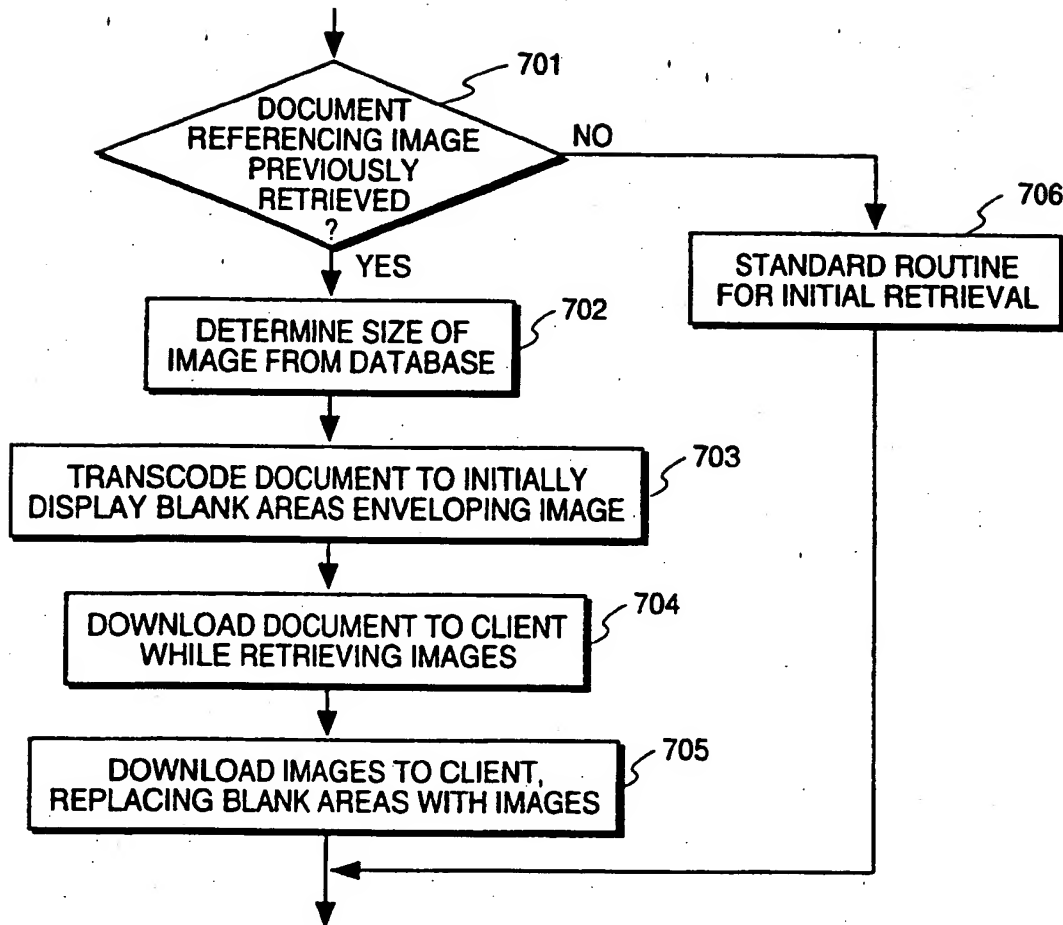 701
DOCUMENT
REFERENCING IMAGE
PREVIOUSLY
RETRIEVED
?
NO
YES
706
STANDARD ROUTINE
FOR INITIAL RETRIEVAL
702
DETERMINE SIZE OF
IMAGE FROM DATABASE
703
TRANSCODE DOCUMENT TO INITIALLY
DISPLAY BLANK AREAS ENVELOPING IMAGE
704
DOWNLOAD DOCUMENT TO CLIENT
WHILE RETRIEVING IMAGES
705
DOWNLOAD IMAGES TO CLIENT,
REPLACING BLANK AREAS WITH IMAGES